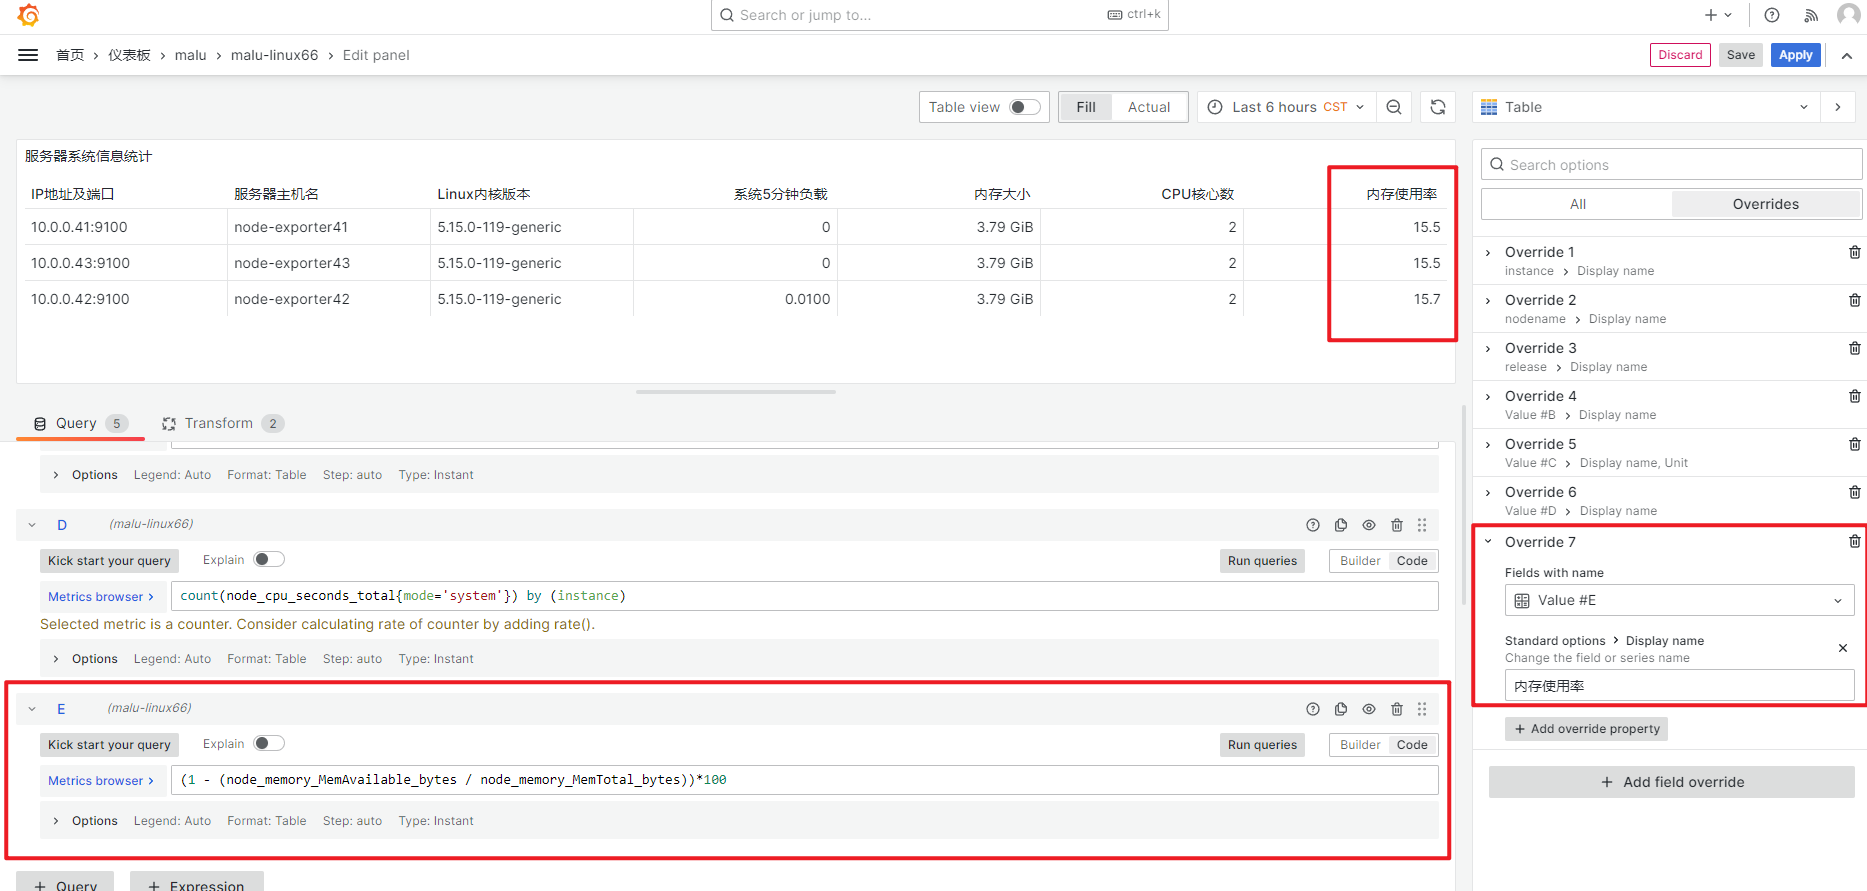 Search or jump to...
ctrl+k
首页 > 仪表板 > malu > malu-linux66 > Edit panel
Discard
Save
Apply
Table view
Fill
Actual
Last 6 hours CST
Table
服务器系统信息统计
IP地址及端口 服务器主机名 Linux内核版本 系统5分钟负载 内存大小 CPU核心数 内存使用率
10.0.0.41:9100 node-exporter41 5.15.0-119-generic 0 3.79 GiB 2 15.5
10.0.0.43:9100 node-exporter43 5.15.0-119-generic 0 3.79 GiB 2 15.5
10.0.0.42:9100 node-exporter42 5.15.0-119-generic 0.0100 3.79 GiB 2 15.7
Query 5
Transform 2
> Options Legend: Auto Format: Table Step: auto Type: Instant
D (malu-linux66)
Kick start your query Explain Run queries Builder Code
Metrics browser > count(node_cpu_seconds_total{mode='system'}) by (instance)
Selected metric is a counter. Consider calculating rate of counter by adding rate().
> Options Legend: Auto Format: Table Step: auto Type: Instant
E (malu-linux66)
Kick start your query Explain Run queries Builder Code
Metrics browser > (1 - (node_memory_MemAvailable_bytes / node_memory_MemTotal_bytes))*100
> Options Legend: Auto Format: Table Step: auto Type: Instant
+ Query + Expression
Search options
All Overrides
Override 1
instance > Display name
Override 2
nodename > Display name
Override 3
release > Display name
Override 4
Value #B > Display name
Override 5
Value #C > Display name, Unit
Override 6
Value #D > Display name
Override 7
Fields with name
Value #E
Standard options > Display name
Change the field or series name
内存使用率
+ Add override property
+ Add field override